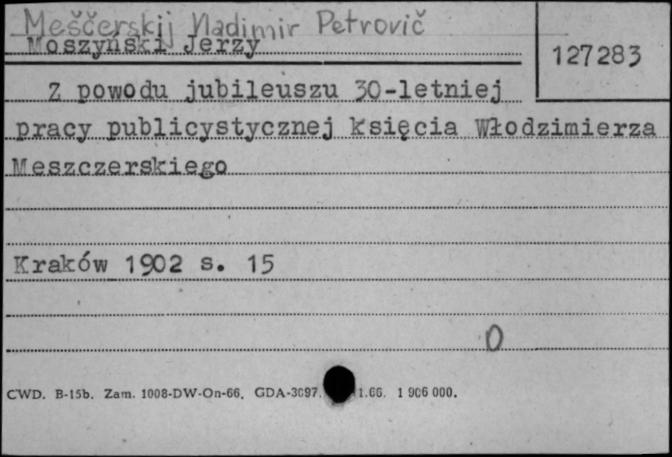 Meščerskij Vladimir Petrovič
Moszyński Jerzy
127283
Z powodu jubileuszu 30-letniej
pracy publicystycznej księcia Włodzimierza
Meszczerskiego
Kraków 1902 s. 15
0
CWD. B-15b. Zam. 1008-DW-On-66. GDA-3097. 1.66. 1 906 000.